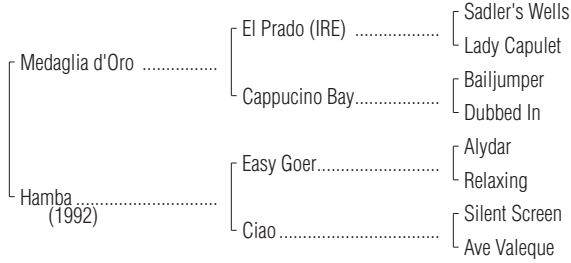 Sadler's Wells
El Prado (IRE) ..................
Lady Capulet
Medaglia d'Oro ................
Bailjumper
Cappucino Bay..................
Dubbed In
Alydar
Easy Goer..........................
Relaxing
Hamba ..............................
(1992)
Silent Screen
Ciao ..................................
Ave Valeque